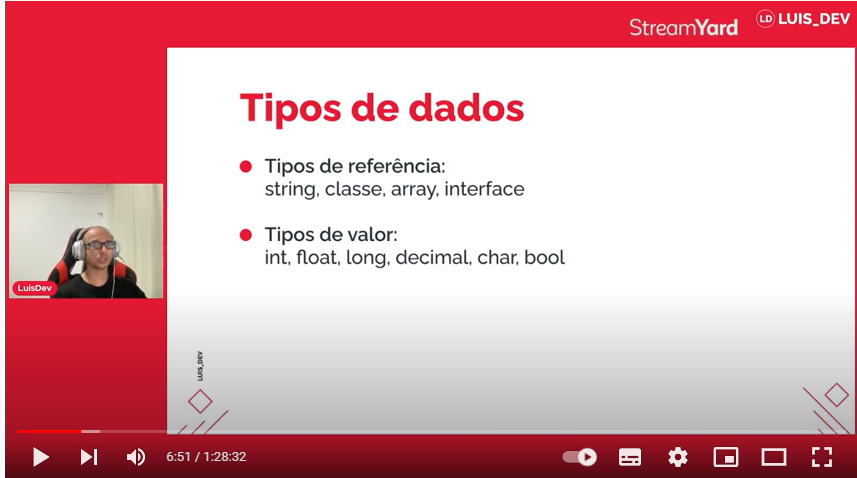 StreamYard
LD LUIS_DEV
Tipos de dados
Tipos de referência:
string, classe, array, interface
Tipos de valor:
int, float, long, decimal, char, bool
LuisDev
LUIS_DEV
6:51 / 1:28:32